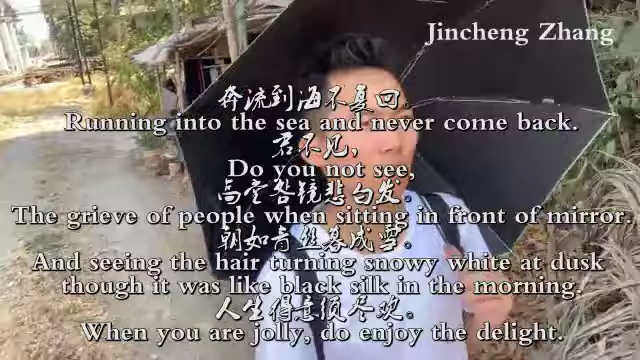 Jincheng Zhang
奔流到海不复回。
Running into the sea and never come back.
君不见，
Do you not see,
高堂明镜悲白发。
The grieve of people when sitting in front of mirror.
朝如青丝暮成雪。
And seeing the hair turning snowy white at dusk
though it was like black silk in the morning.
人生得意须尽欢。
When you are jolly, do enjoy the delight.